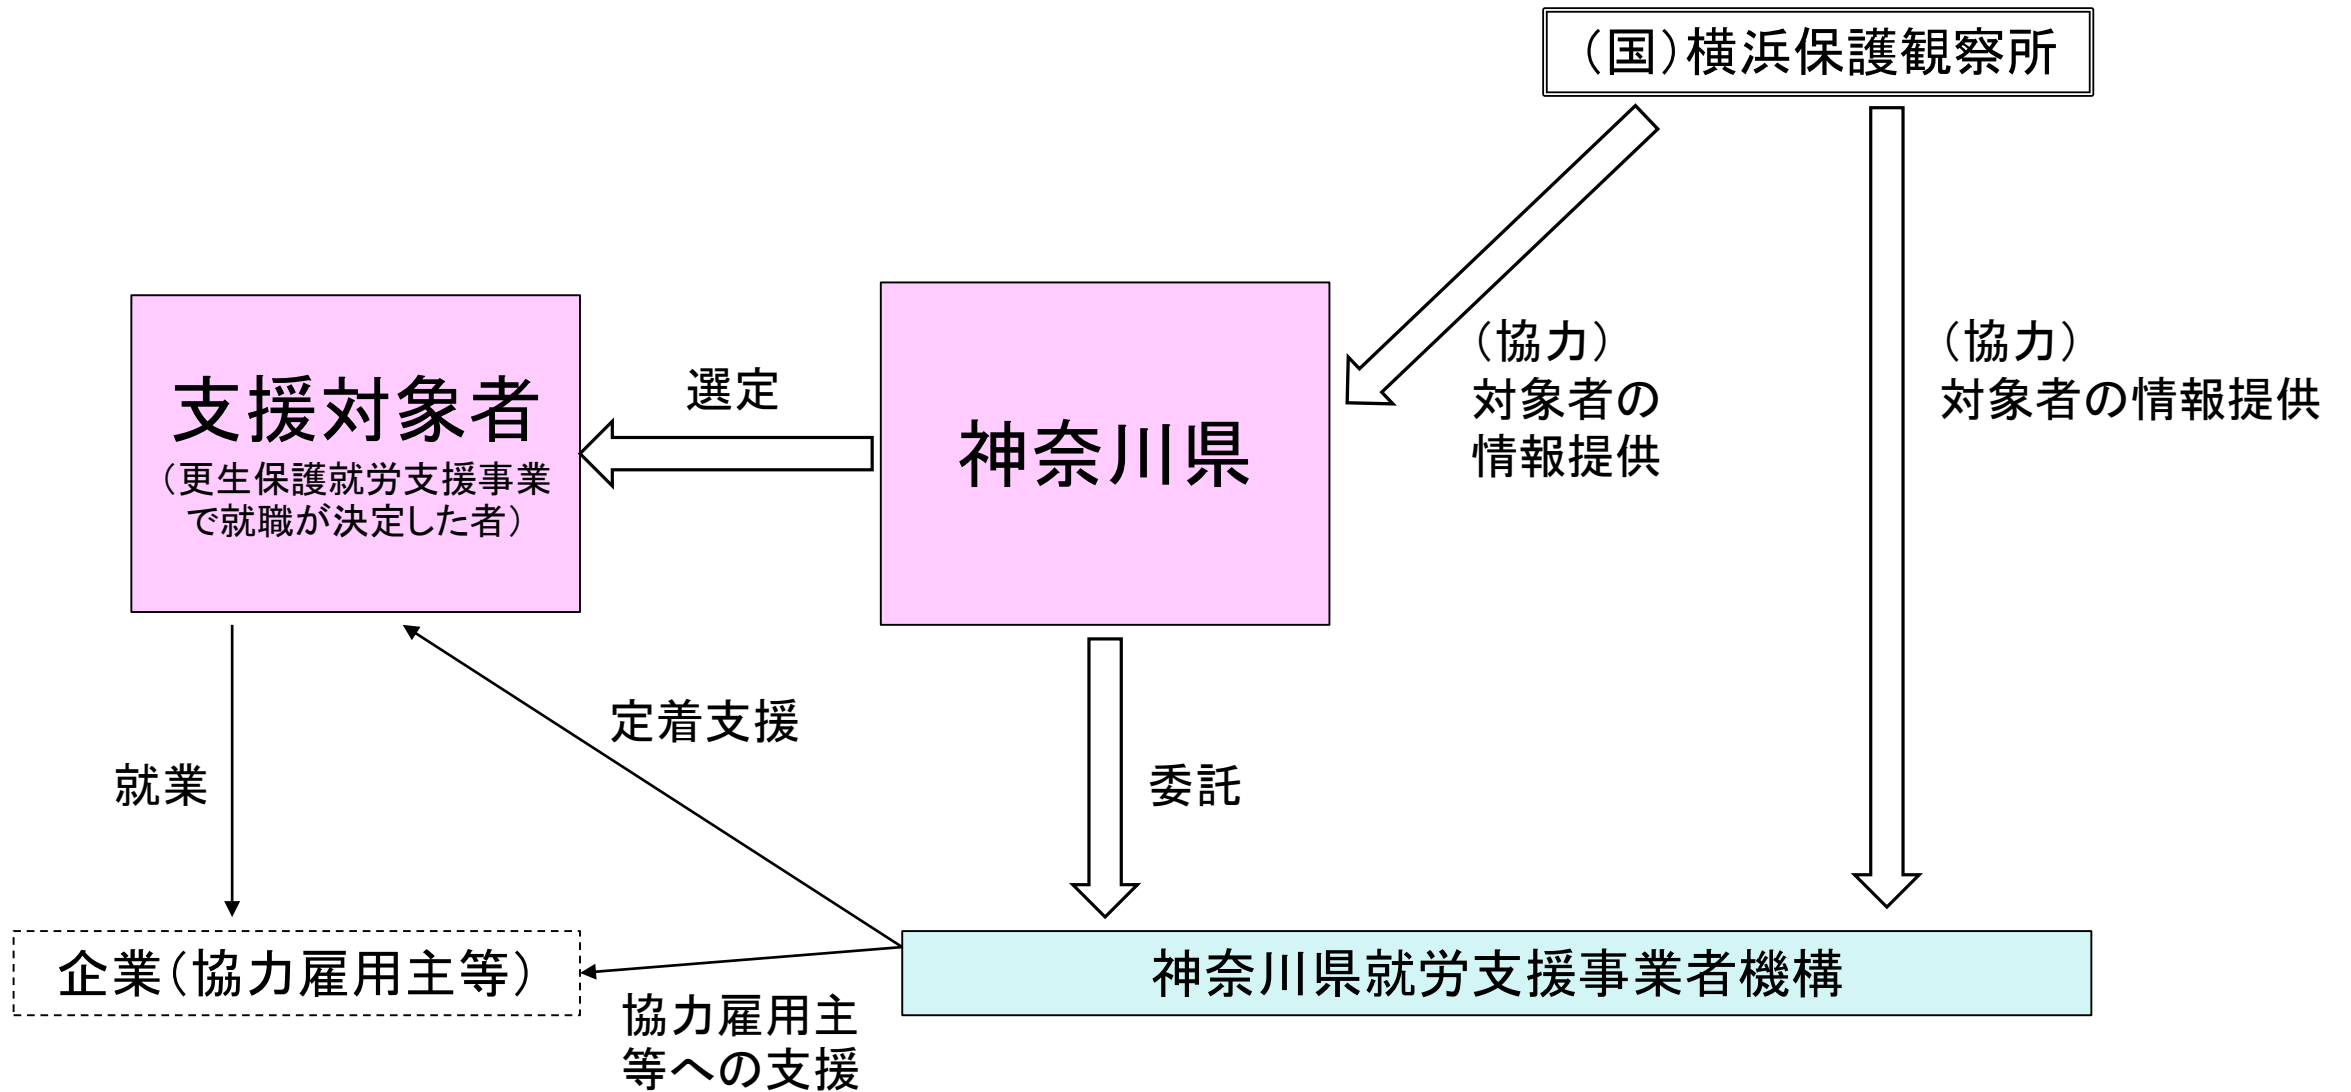 （国）横浜保護観察所
（協力）
対象者の
情報提供
（協力）
対象者の情報提供
支援対象者
（更生保護就労支援事業
で就職が決定した者）
選定
神奈川県
定着支援
就業
委託
企業（協力雇用主等）
神奈川県就労支援事業者機構
協力雇用主
等への支援